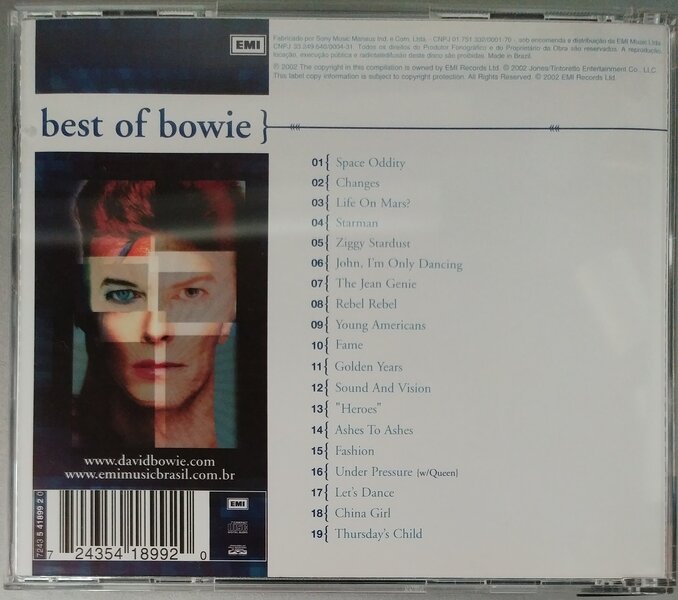 EMI
Fabricado por Sony Music Manaus Ind. e Com. Ltda. - CNPJ 01.751.332/0001-70 - sob encomenda e distribuição da EMI Music Ltda
CNPJ 33.249.640/0004-31. Todos os direitos do Produtor Fonográfico e do Proprietário da Obra são reservados. A reprodução,
locação, execução pública e radioteledifusão deste disco são proibidas. Made in Brazil.
℗ 2002 The copyright in this compilation is owned by EMI Records Ltd. © 2002 Jones/Tintoretto Entertainment Co., LLC.
This label copy information is subject to copyright protection. All Rights Reserved. © 2002 EMI Records Ltd.
best of bowie }
01{ Space Oddity
02{ Changes
03{ Life On Mars?
04{ Starman
05{ Ziggy Stardust
06{ John, I'm Only Dancing
07{ The Jean Genie
08{ Rebel Rebel
09{ Young Americans
10{ Fame
11{ Golden Years
12{ Sound And Vision
13{ "Heroes"
14{ Ashes To Ashes
15{ Fashion
16{ Under Pressure {w/Queen}
17{ Let's Dance
18{ China Girl
19{ Thursday's Child
www.davidbowie.com
www.emimusicbrasil.com.br
7243 5 41899 2 0
7 24354 18992 0
EMI